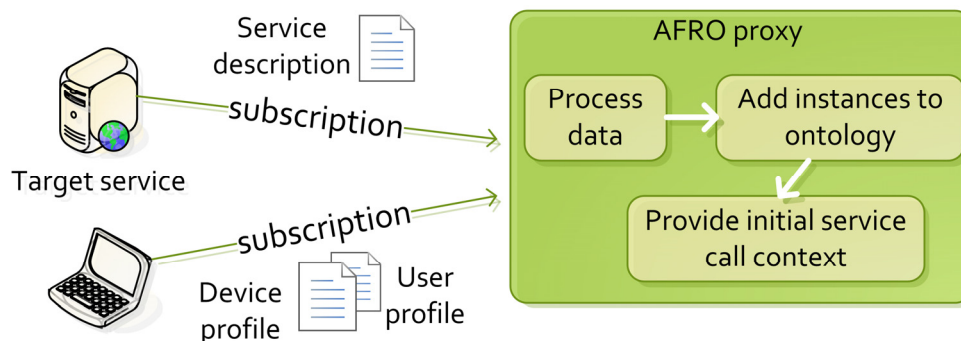 Service
description
subscription
Target service
subscription
Device
profile
User
profile
AFRO proxy
Process
data
Add instances to
ontology
Provide initial service
call context